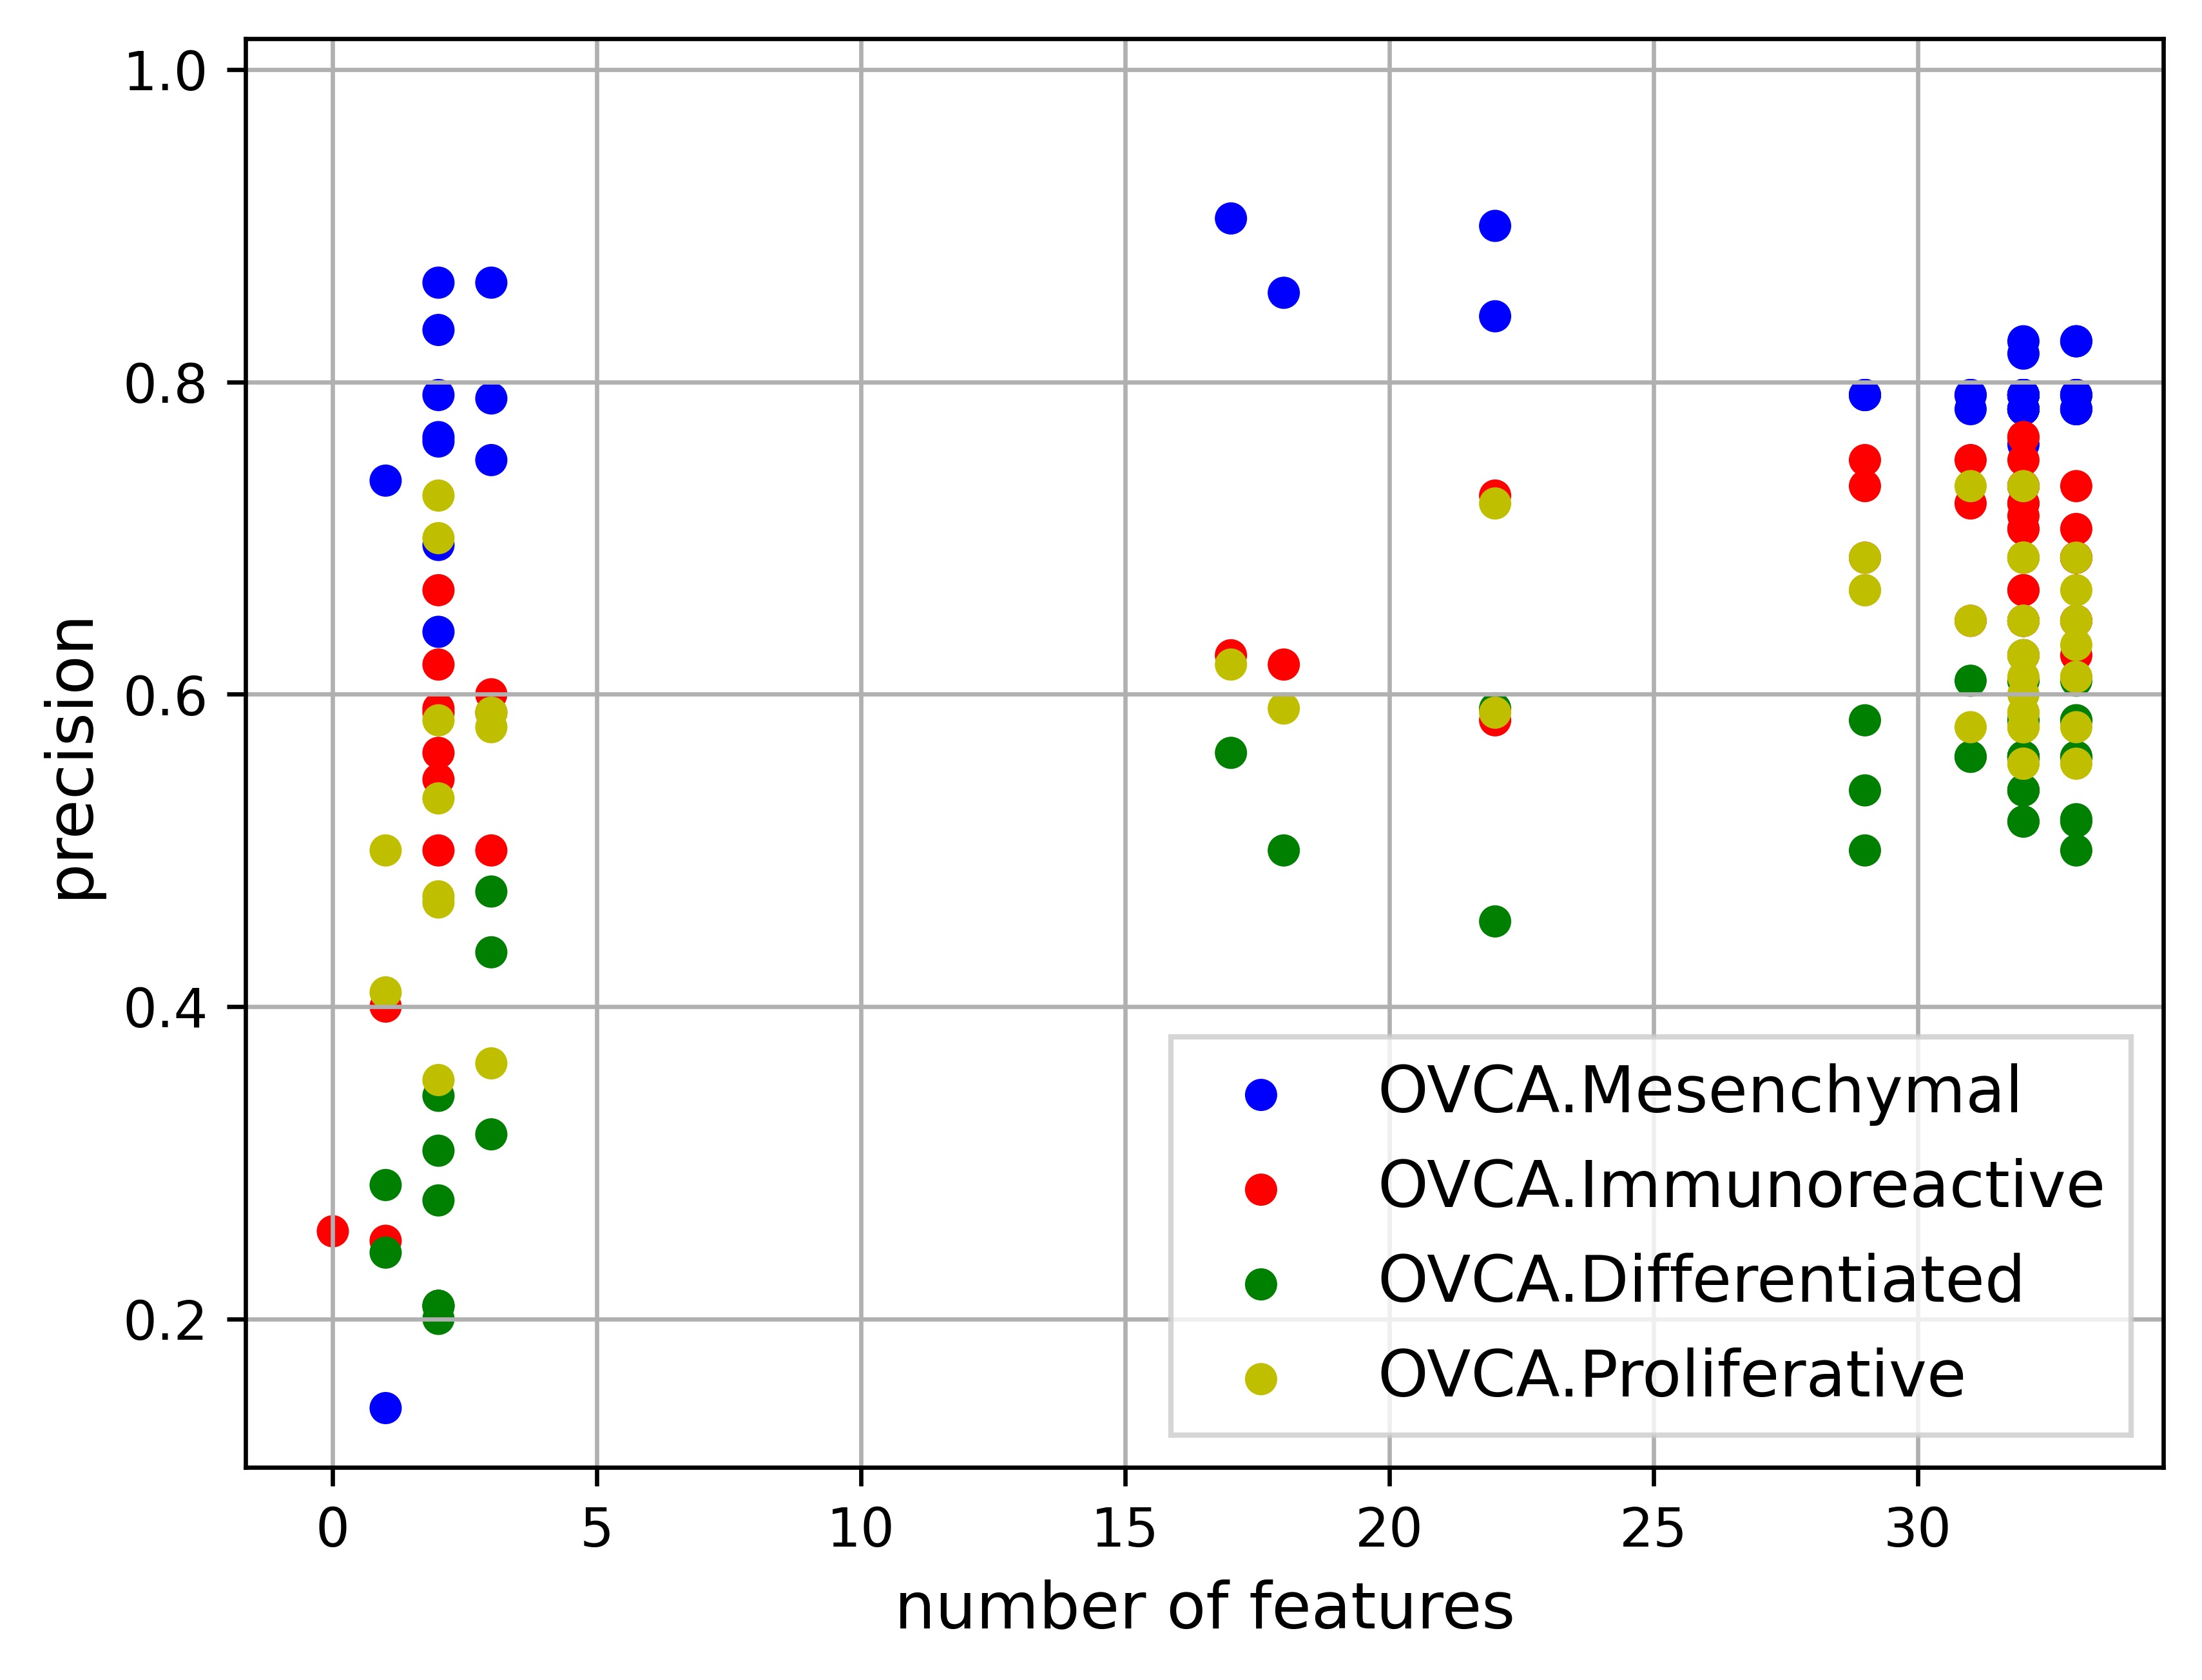 1.0
0.8
0.6
0.4
0.2
precision
0 5 10 15 20 25 30
number of features
OVCA.Mesenchymal
OVCA.Immunoreactive
OVCA.Differentiated
OVCA.Proliferative